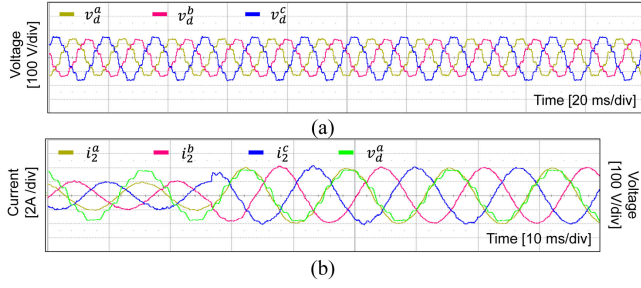 v_d^a v_d^b v_d^c
Voltage
[100 V/div]
Time [20 ms/div]
(a)
i_2^a i_2^b i_2^c v_d^a
Current
[2A /div]
Voltage
[100 V/div]
Time [10 ms/div]
(b)